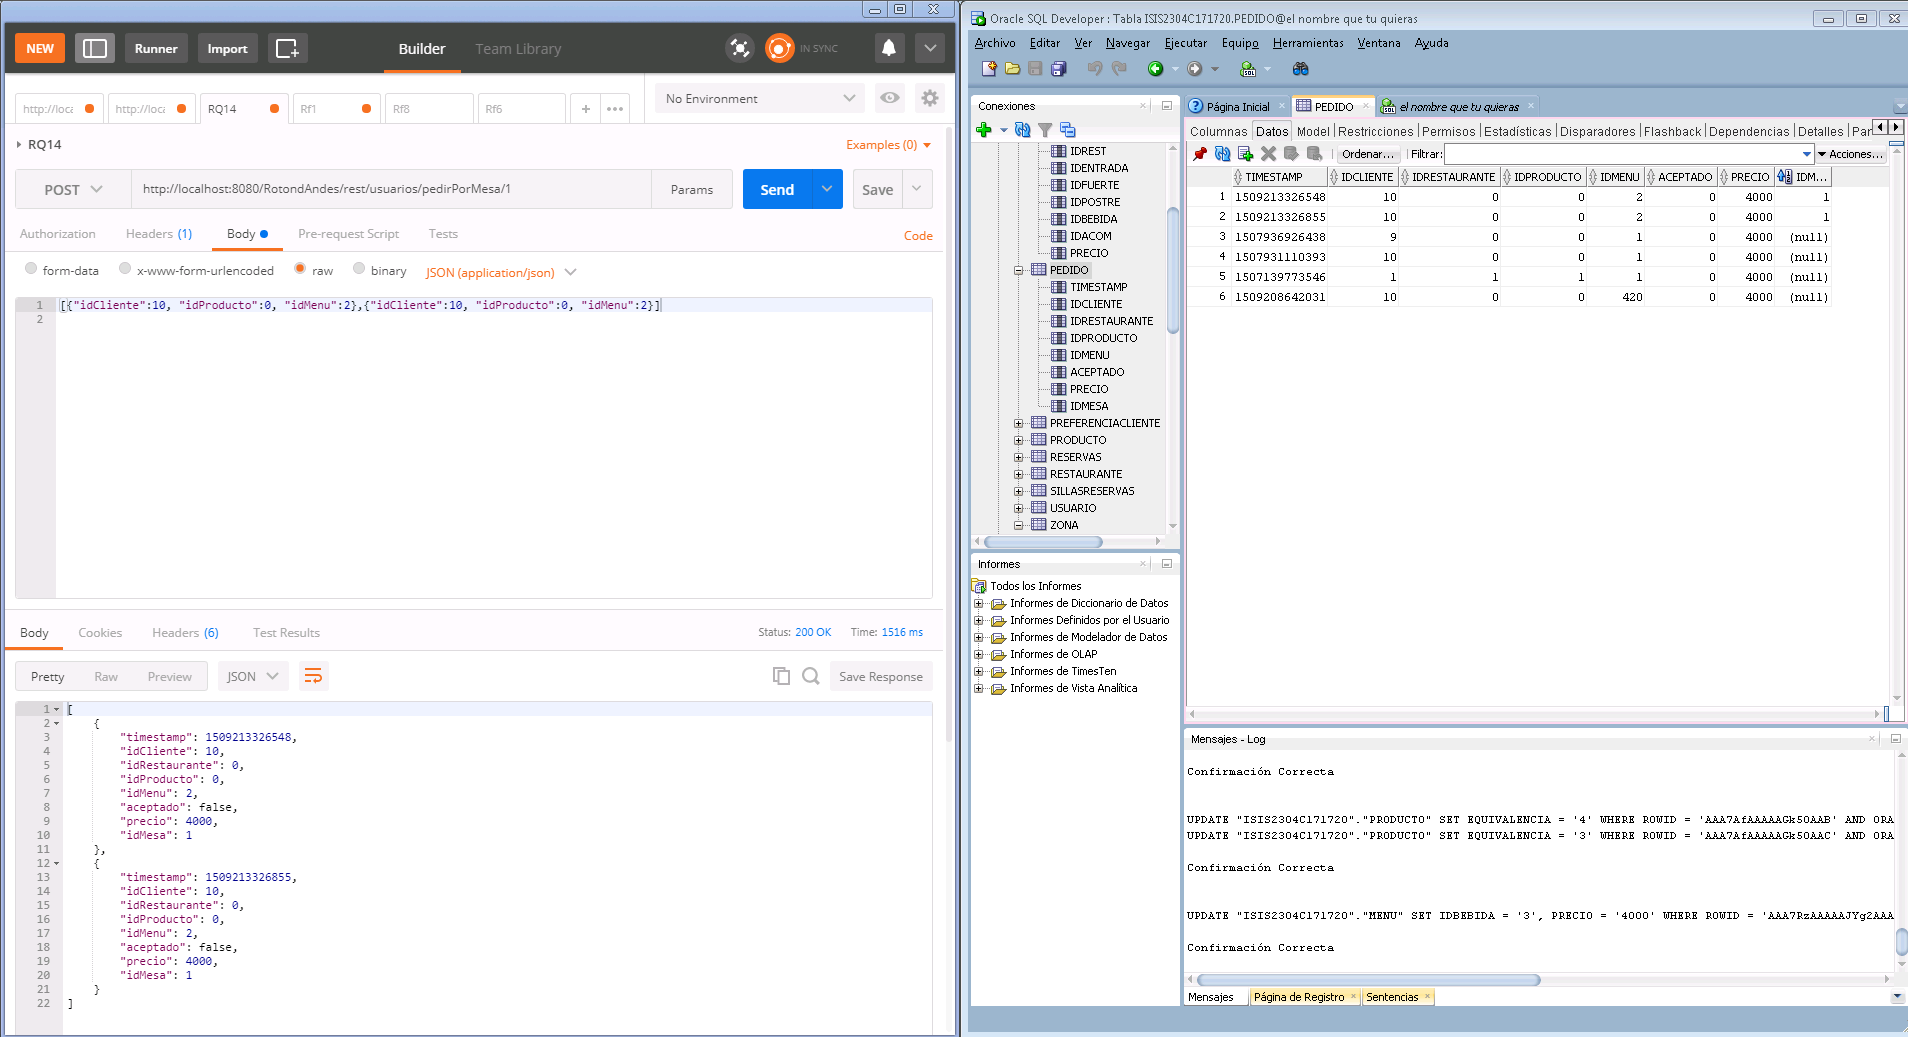 NEW
Runner
Import
Builder
Team Library
IN SYNC
http://loca
http://loca
RQ14
Rf1
Rf8
Rf6
No Environment
RQ14
Examples (0)
POST
http://localhost:8080/RotondAndes/rest/usuarios/pedirPorMesa/1
Params
Send
Save
Authorization
Headers (1)
Body
Pre-request Script
Tests
Code
form-data
x-www-form-urlencoded
raw
binary
JSON (application/json)
1 [{"idCliente":10, "idProducto":0, "idMenu":2},{"idCliente":10, "idProducto":0, "idMenu":2}]
2
Body
Cookies
Headers (6)
Test Results
Status: 200 OK
Time: 1516 ms
Pretty
Raw
Preview
JSON
Save Response
1 [
2 {
3 "timestamp": 1509213326548,
4 "idCliente": 10,
5 "idRestaurante": 0,
6 "idProducto": 0,
7 "idMenu": 2,
8 "aceptado": false,
9 "precio": 4000,
10 "idMesa": 1
11 },
12 {
13 "timestamp": 1509213326855,
14 "idCliente": 10,
15 "idRestaurante": 0,
16 "idProducto": 0,
17 "idMenu": 2,
18 "aceptado": false,
19 "precio": 4000,
20 "idMesa": 1
21 }
22 ]
Oracle SQL Developer : Tabla ISIS2304C171720.PEDIDO@el nombre que tu quieras
Archivo Editar Ver Navegar Ejecutar Equipo Herramientas Ventana Ayuda
Conexiones
IDREST
IDENTRADA
IDFUERTE
IDPOSTRE
IDBEBIDA
IDACOM
PRECIO
PEDIDO
TIMESTAMP
IDCLIENTE
IDRESTAURANTE
IDPRODUCTO
IDMENU
ACEPTADO
PRECIO
IDMESA
PREFERENCIACLIENTE
PRODUCTO
RESERVAS
RESTAURANTE
SILLASRESERVAS
USUARIO
ZONA
Informes
Todos los Informes
Informes de Diccionario de Datos
Informes Definidos por el Usuario
Informes de Modelador de Datos
Informes de OLAP
Informes de TimesTen
Informes de Vista Analítica
Página Inicial
PEDIDO
el nombre que tu quieras
Columnas Datos Model Restricciones Permisos Estadísticas Disparadores Flashback Dependencias Detalles Par
Ordenar... Filtrar: Acciones...
TIMESTAMP IDCLIENTE IDRESTAURANTE IDPRODUCTO IDMENU ACEPTADO PRECIO IDM...
1 1509213326548 10 0 0 2 0 4000 1
2 1509213326855 10 0 0 2 0 4000 1
3 1507936926438 9 0 0 1 0 4000 (null)
4 1507931110393 10 0 0 1 0 4000 (null)
5 1507139773546 1 1 1 1 0 4000 (null)
6 1509208642031 10 0 0 420 0 4000 (null)
Mensajes - Log
Confirmación Correcta
UPDATE "ISIS2304C171720"."PRODUCTO" SET EQUIVALENCIA = '4' WHERE ROWID = 'AAA7AfAAAAAGk5OAAB' AND ORA
UPDATE "ISIS2304C171720"."PRODUCTO" SET EQUIVALENCIA = '3' WHERE ROWID = 'AAA7AfAAAAAGk5OAAC' AND ORA
Confirmación Correcta
UPDATE "ISIS2304C171720"."MENU" SET IDBEBIDA = '3', PRECIO = '4000' WHERE ROWID = 'AAA7RzAAAAAJYg2AAA
Confirmación Correcta
Mensajes
Página de Registro
Sentencias